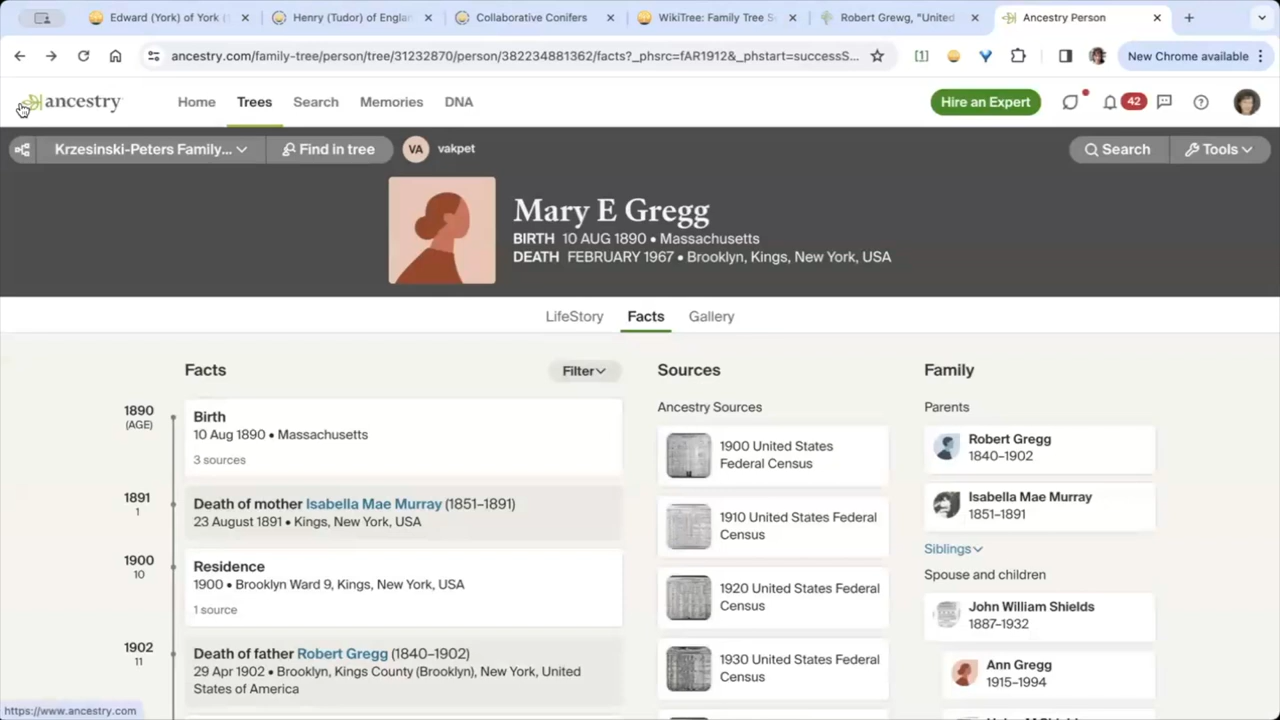 Edward (York) of York (
Henry (Tudor) of Englan
Collaborative Conifers
WikiTree: Family Tree S
Robert Grewg, "United
Ancestry Person
ancestry.com/family-tree/person/tree/31232870/person/382234881362/facts?_phsrc=fAR1912&_phstart=successS...
New Chrome available
ancestry
Home
Trees
Search
Memories
DNA
Hire an Expert
42
Krzesinski-Peters Family...
Find in tree
VA
vakpet
Search
Tools
Mary E Gregg
BIRTH 10 AUG 1890 • Massachusetts
DEATH FEBRUARY 1967 • Brooklyn, Kings, New York, USA
LifeStory
Facts
Gallery
Facts
Filter
1890
(AGE)
Birth
10 Aug 1890 • Massachusetts
3 sources
1891
1
Death of mother Isabella Mae Murray (1851–1891)
23 August 1891 • Kings, New York, USA
1900
10
Residence
1900 • Brooklyn Ward 9, Kings, New York, USA
1 source
1902
11
Death of father Robert Gregg (1840–1902)
29 Apr 1902 • Brooklyn, Kings County (Brooklyn), New York, United
States of America
Sources
Ancestry Sources
1900 United States
Federal Census
1910 United States Federal
Census
1920 United States Federal
Census
1930 United States Federal
Census
Family
Parents
Robert Gregg
1840–1902
Isabella Mae Murray
1851–1891
Siblings
Spouse and children
John William Shields
1887–1932
Ann Gregg
1915–1994
https://www.ancestry.com